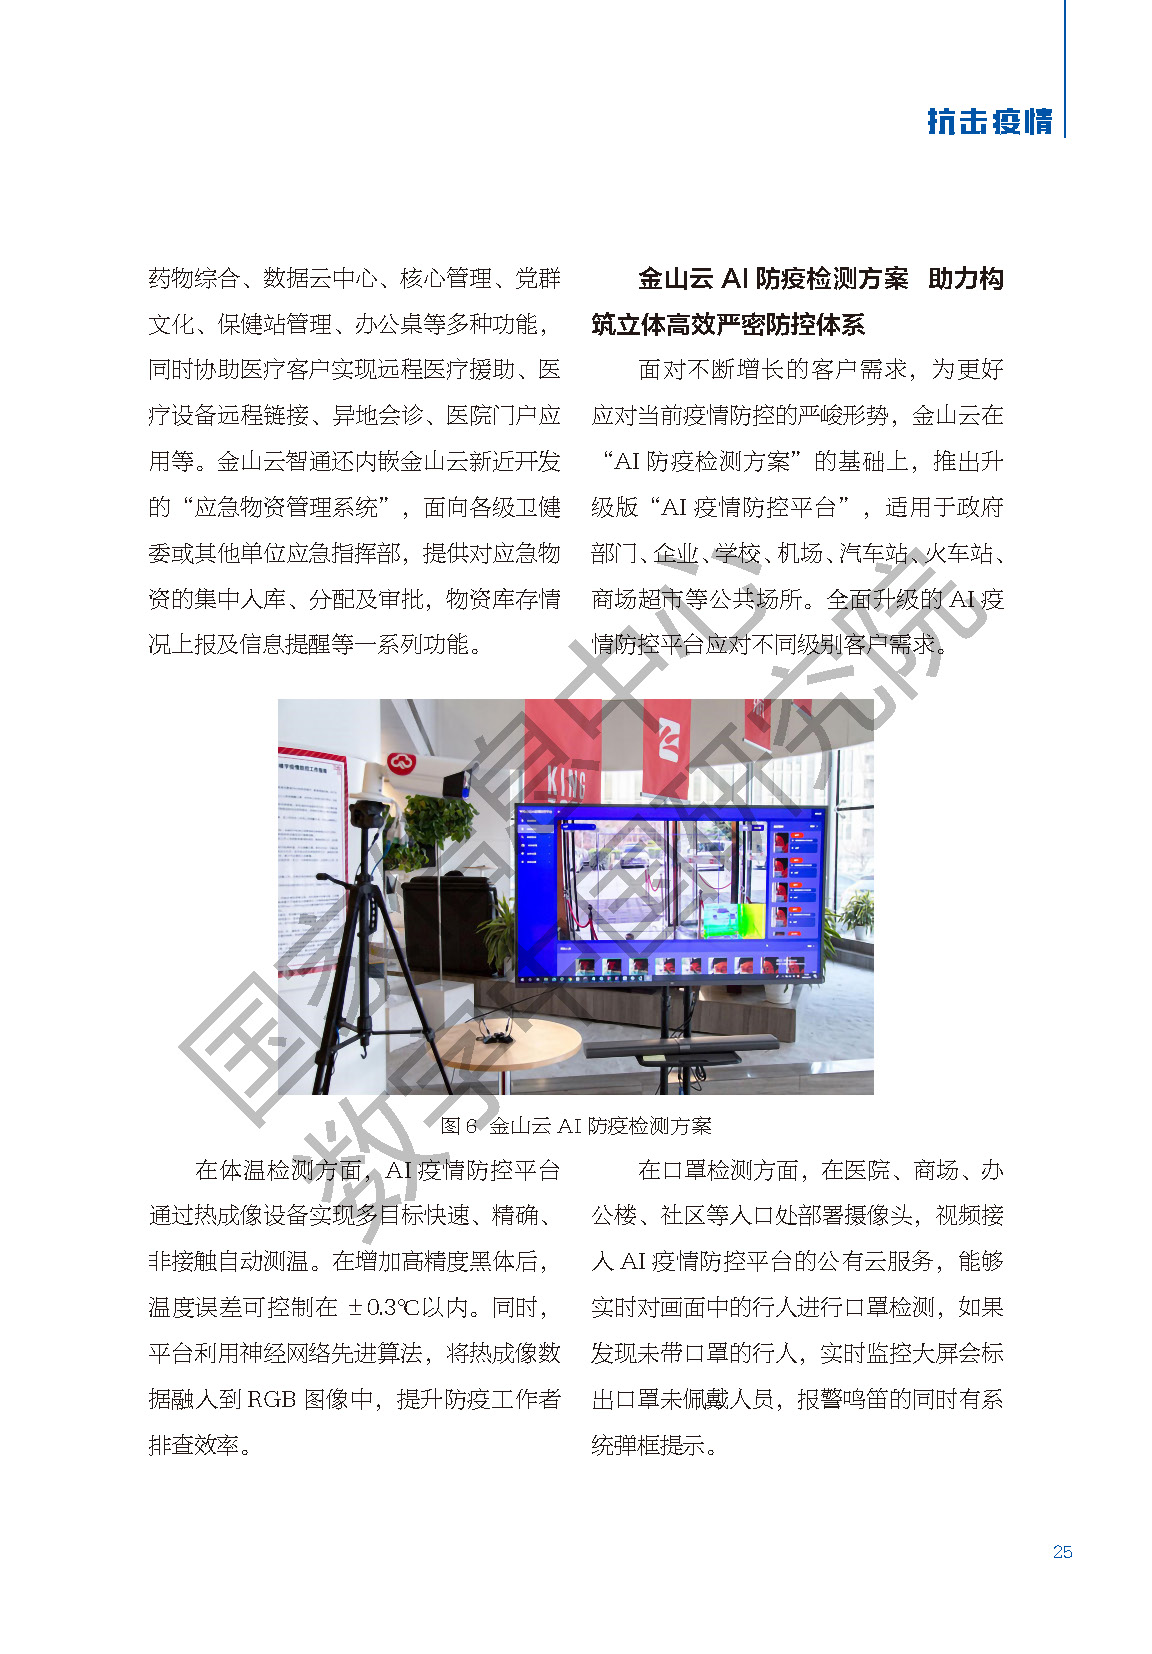 抗击疫情
药物综合、数据云中心、核心管理、党群
文化、保健站管理、办公桌等多种功能，
同时协助医疗客户实现远程医疗援助、医
疗设备远程链接、异地会诊、医院门户应
用等。金山云智通还内嵌金山云新近开发
的“应急物资管理系统”，面向各级卫健
委或其他单位应急指挥部，提供对应急物
资的集中入库、分配及审批，物资库存情
况上报及信息提醒等一系列功能。
金山云 AI 防疫检测方案 助力构
筑立体高效严密防控体系
面对不断增长的客户需求，为更好
应对当前疫情防控的严峻形势，金山云在
“AI 防疫检测方案”的基础上，推出升
级版“AI 疫情防控平台”，适用于政府
部门、企业、学校、机场、汽车站、火车站、
商场超市等公共场所。全面升级的 AI 疫
情防控平台应对不同级别客户需求。
KING
图 6 金山云 AI 防疫检测方案
在体温检测方面，AI 疫情防控平台
通过热成像设备实现多目标快速、精确、
非接触自动测温。在增加高精度黑体后，
温度误差可控制在 ±0.3℃以内。同时，
平台利用神经网络先进算法，将热成像数
据融入到 RGB 图像中，提升防疫工作者
排查效率。
在口罩检测方面，在医院、商场、办
公楼、社区等入口处部署摄像头，视频接
入 AI 疫情防控平台的公有云服务，能够
实时对画面中的行人进行口罩检测，如果
发现未带口罩的行人，实时监控大屏会标
出口罩未佩戴人员，报警鸣笛的同时有系
统弹框提示。
国家信息中心
数字中国研究院
25